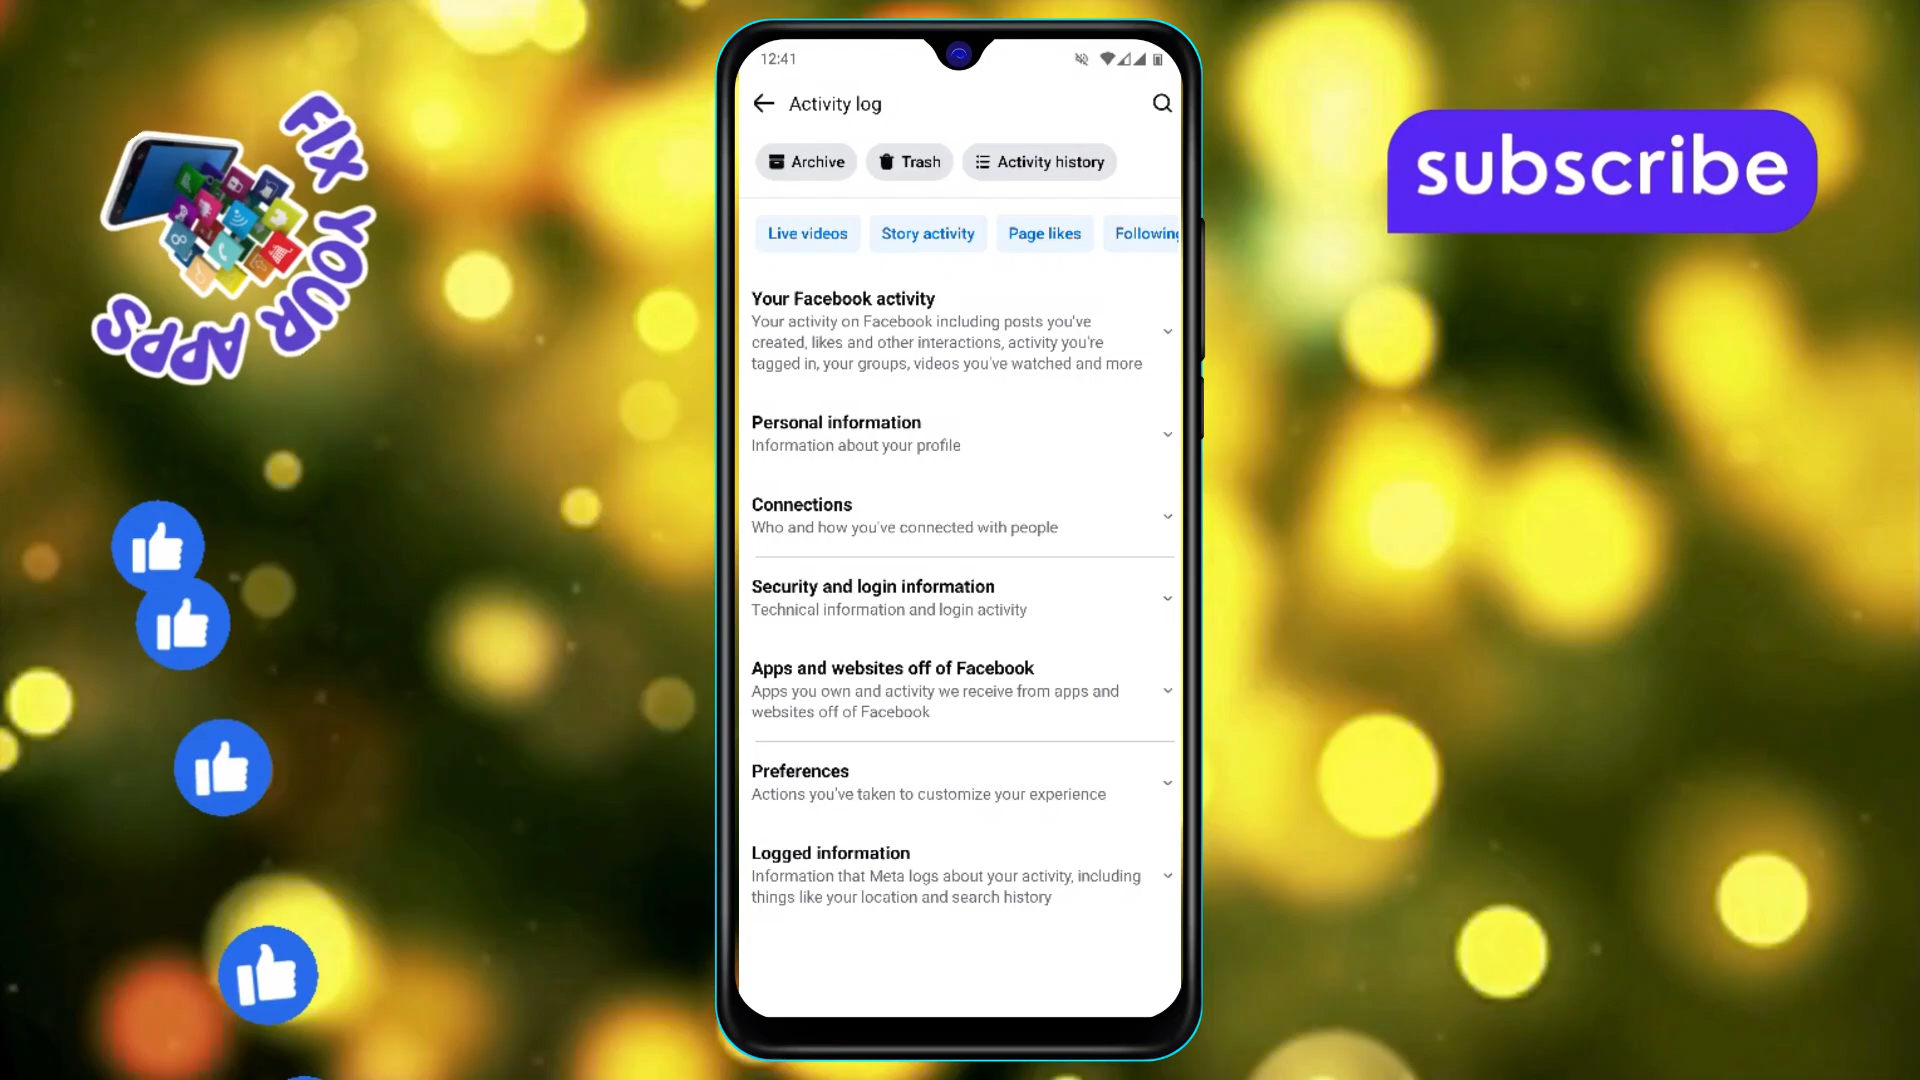 FIX YOUR APPS
subscribe
12:41
Activity log
Archive
Trash
Activity history
Live videos
Story activity
Page likes
Following
Your Facebook activity
Your activity on Facebook including posts you've
created, likes and other interactions, activity you're
tagged in, your groups, videos you've watched and more
Personal information
Information about your profile
Connections
Who and how you've connected with people
Security and login information
Technical information and login activity
Apps and websites off of Facebook
Apps you own and activity we receive from apps and
websites off of Facebook
Preferences
Actions you've taken to customize your experience
Logged information
Information that Meta logs about your activity, including
things like your location and search history